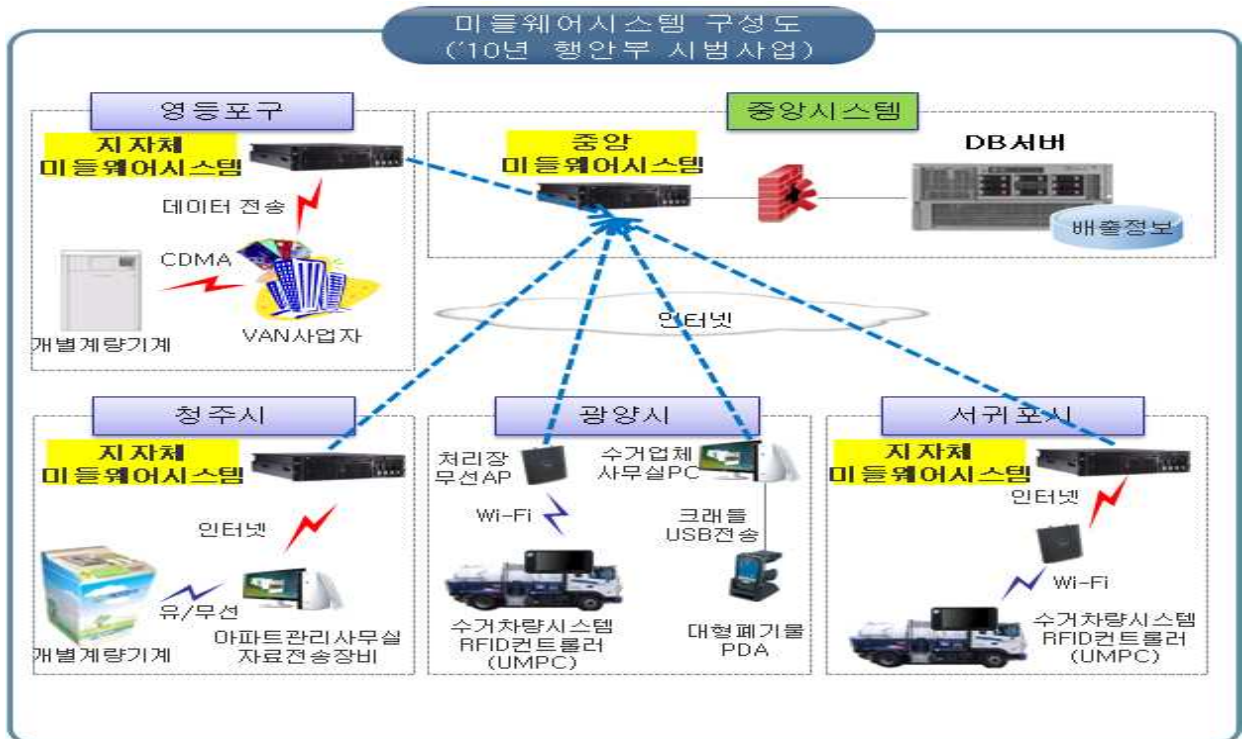 미들웨어시스템 구성도
('10년 행안부 시범사업)
영등포구
지자체
미들웨어시스템
데이터 전송
CDMA
VAN사업자
개별계량기계
중앙시스템
중앙
미들웨어시스템
DB서버
배출정보
인터넷
청주시
지자체
미들웨어시스템
인터넷
유/무선
개별계량기계
아파트관리사무실
자료전송장비
광양시
처리장
무선AP
수거업체
사무실PC
Wi-Fi
크래들
USB전송
수거차량시스템
RFID컨트롤러
(UMPC)
대형폐기물
PDA
서귀포시
지자체
미들웨어시스템
인터넷
Wi-Fi
수거차량시스템
RFID컨트롤러
(UMPC)